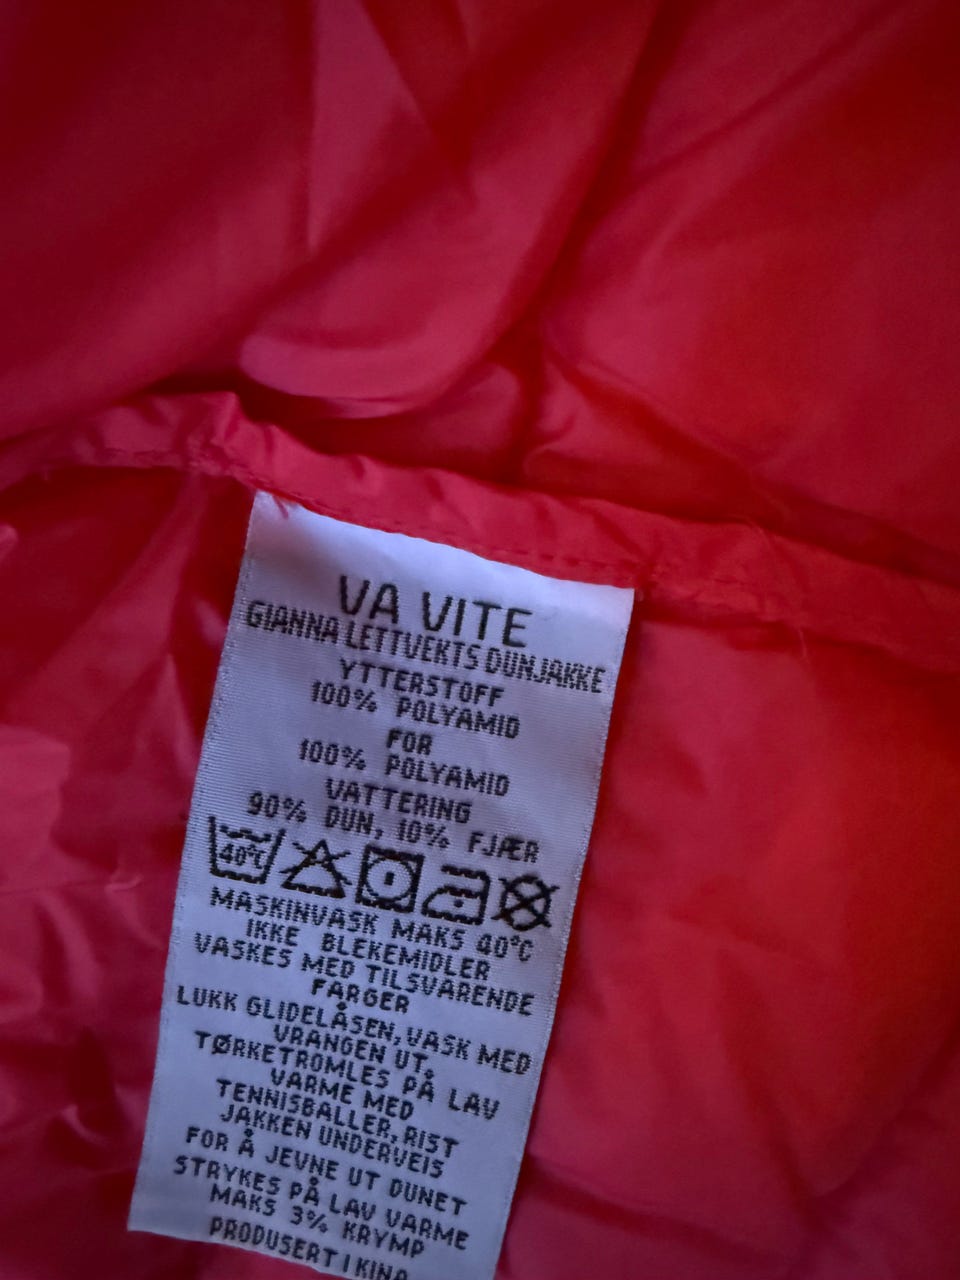 VA VITE
GIANNA LETTVEKTS DUNJAKKE
YTTERSTOFF
100% POLYAMID
FOR
100% POLYAMID
VATTERING
90% DUN, 10% FJÆR
40°C
MASKINVASK MAKS 40°C
IKKE BLEKEMIDLER
VASKES MED TILSVARENDE
FARGER
LUKK GLIDELÅSEN, VASK MED
VRANGEN UT.
TØRKETROMLES PÅ LAV
VARME MED
TENNISBALLER, RIST
JAKKEN UNDERVEIS
FOR Å JEVNE UT DUNET
STRYKES PÅ LAV VARME
MAKS 3% KRYMP
PRODUSERT I KINA